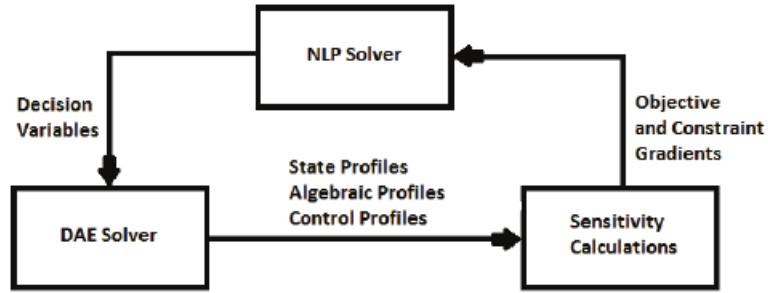 NLP Solver
Decision
Variables
Objective
and Constraint
Gradients
State Profiles
Algebraic Profiles
Control Profiles
DAE Solver
Sensitivity
Calculations